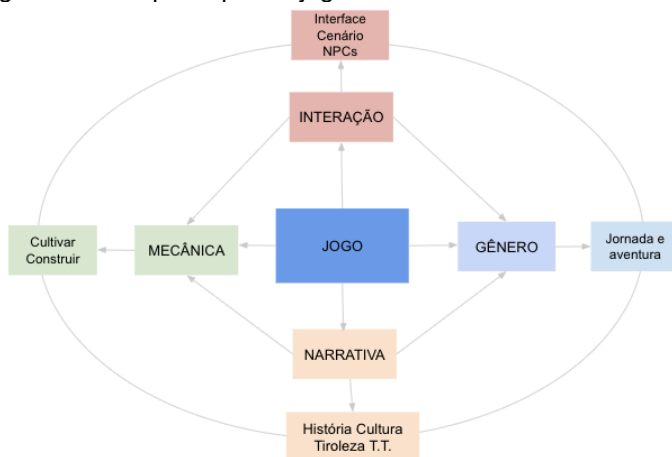 Interface
Cenário
NPCs
INTERAÇÃO
Cultivar
Construir
MECÂNICA
JOGO
GÊNERO
Jornada e
aventura
NARRATIVA
História Cultura
Tiroleza T.T.